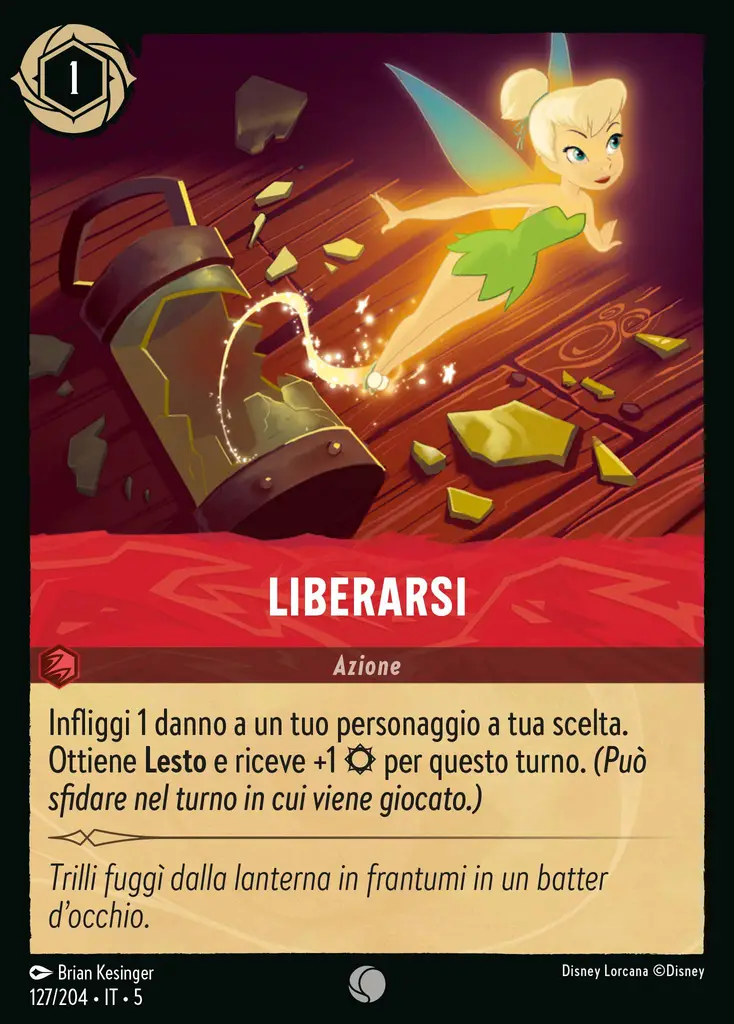 1
LIBERARSI
Azione
Infliggi 1 danno a un tuo personaggio a tua scelta.
Ottiene Lesto e riceve +1 per questo turno. (Può
sfidare nel turno in cui viene giocato.)
Trilli fuggì dalla lanterna in frantumi in un batter
d'occhio.
Brian Kesinger
Disney Lorcana ©Disney
127/204 • IT • 5